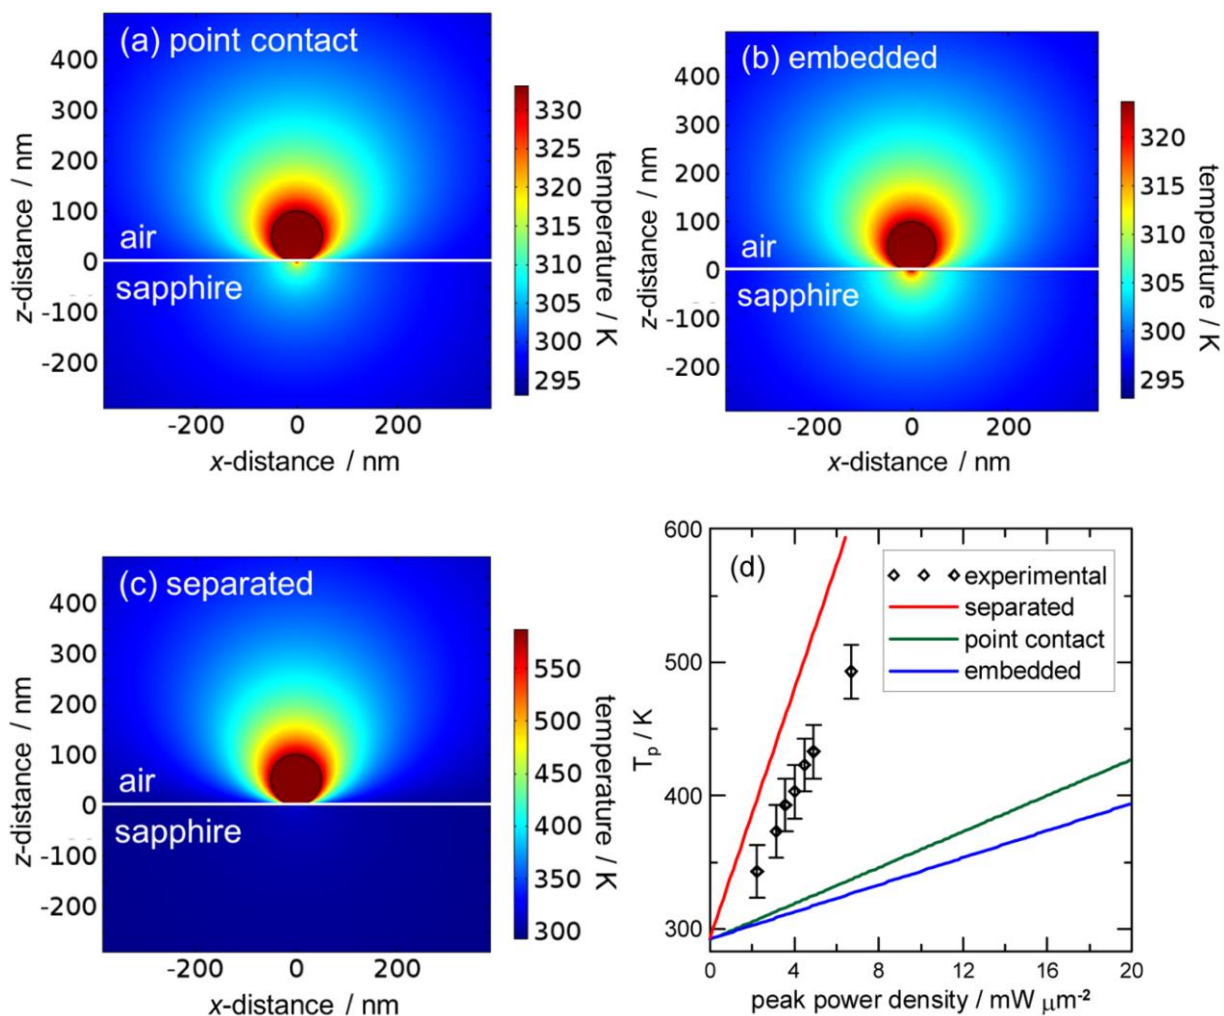 (a) point contact
400
300
200
100
0
-100
-200
z-distance / nm
air
sapphire
-200 0 200
x-distance / nm
330
325
320
315
310
305
300
295
temperature / K
(b) embedded
400
300
200
100
0
-100
-200
z-distance / nm
air
sapphire
-200 0 200
x-distance / nm
320
315
310
305
300
295
temperature / K
(c) separated
400
300
200
100
0
-100
-200
z-distance / nm
air
sapphire
-200 0 200
x-distance / nm
550
500
450
400
350
300
temperature / K
(d)
600
500
400
300
Tp / K
experimental
separated
point contact
embedded
0 4 8 12 16 20
peak power density / mW μm-2